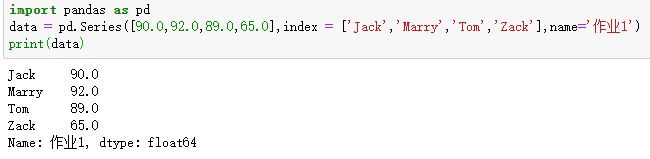 import pandas as pd
data = pd.Series([90.0,92.0,89.0,65.0],index = ['Jack','Marry','Tom','Zack'],name='作业1')
print(data)
Jack     90.0
Marry    92.0
Tom      89.0
Zack     65.0
Name: 作业1, dtype: float64